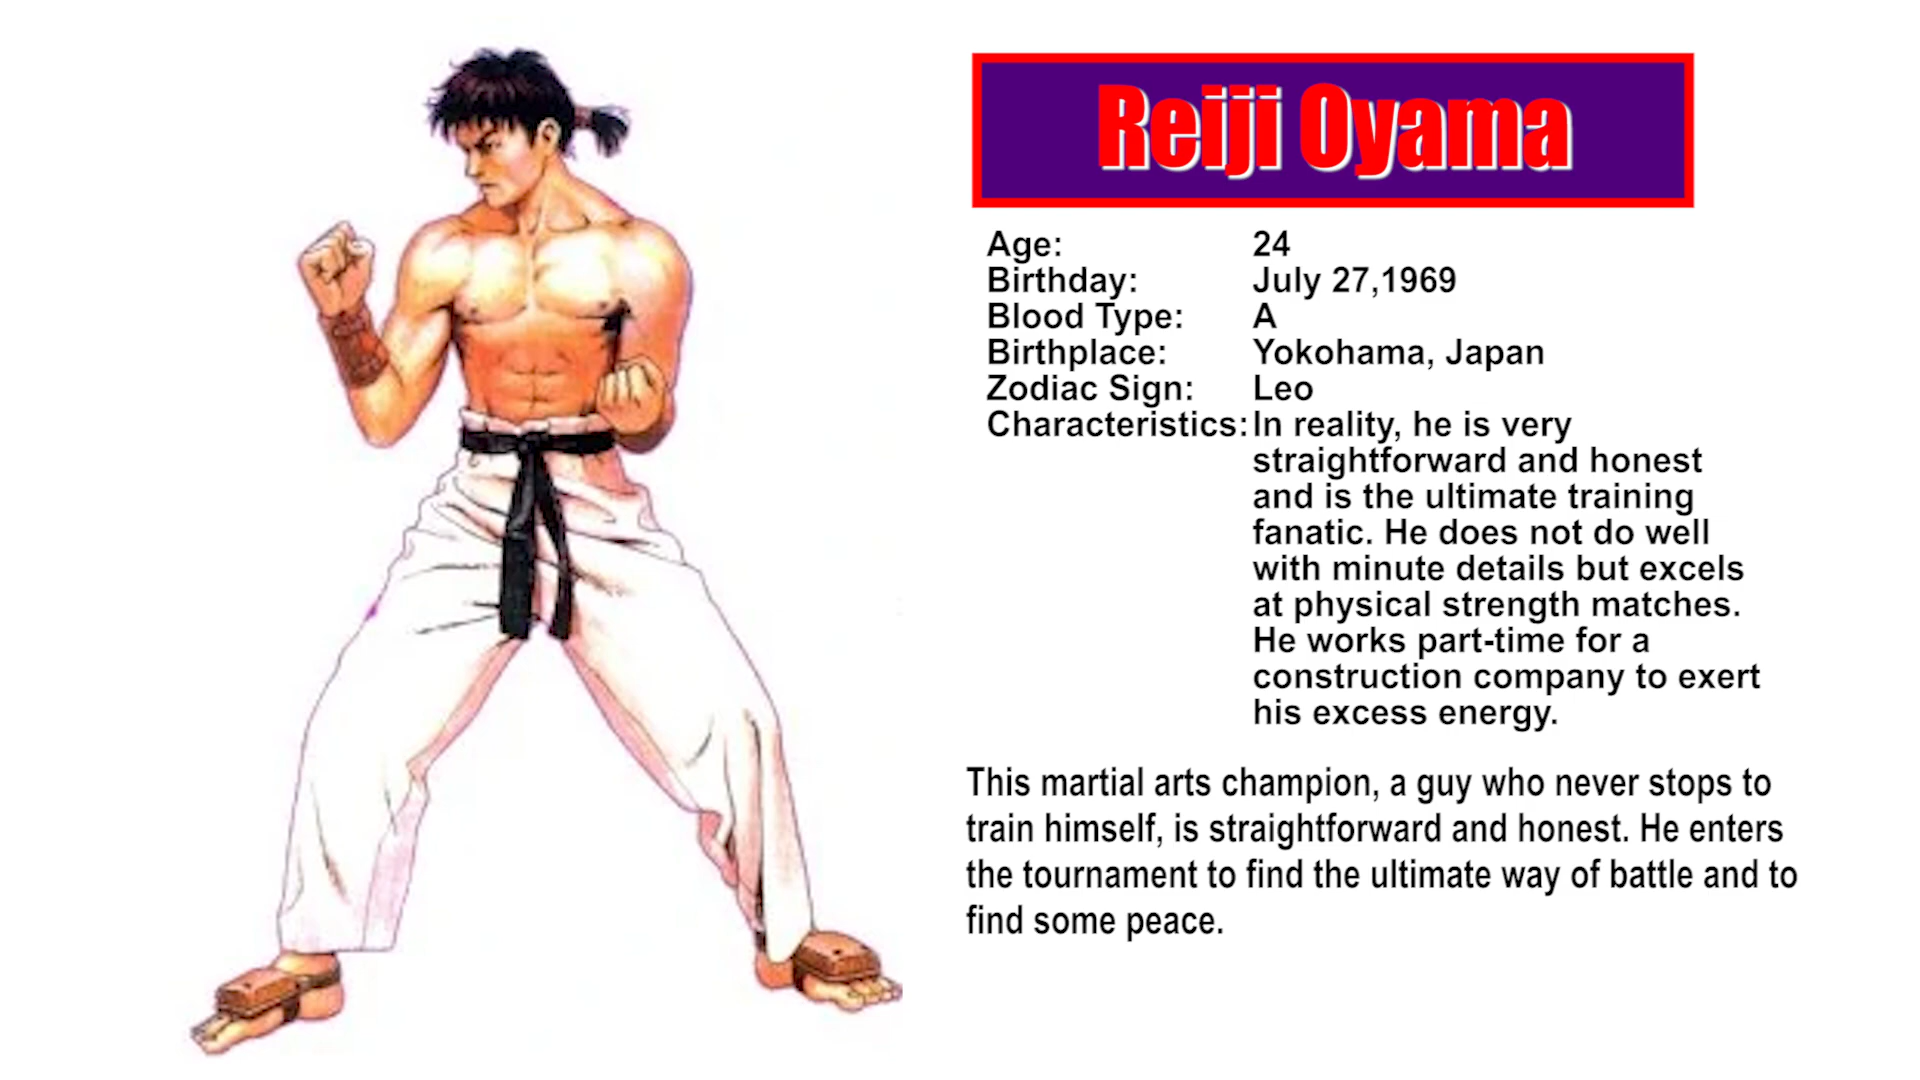 Reiji Oyama
Age: 24
Birthday: July 27,1969
Blood Type: A
Birthplace: Yokohama, Japan
Zodiac Sign: Leo
Characteristics: In reality, he is very
straightforward and honest
and is the ultimate training
fanatic. He does not do well
with minute details but excels
at physical strength matches.
He works part-time for a
construction company to exert
his excess energy.
This martial arts champion, a guy who never stops to
train himself, is straightforward and honest. He enters
the tournament to find the ultimate way of battle and to
find some peace.